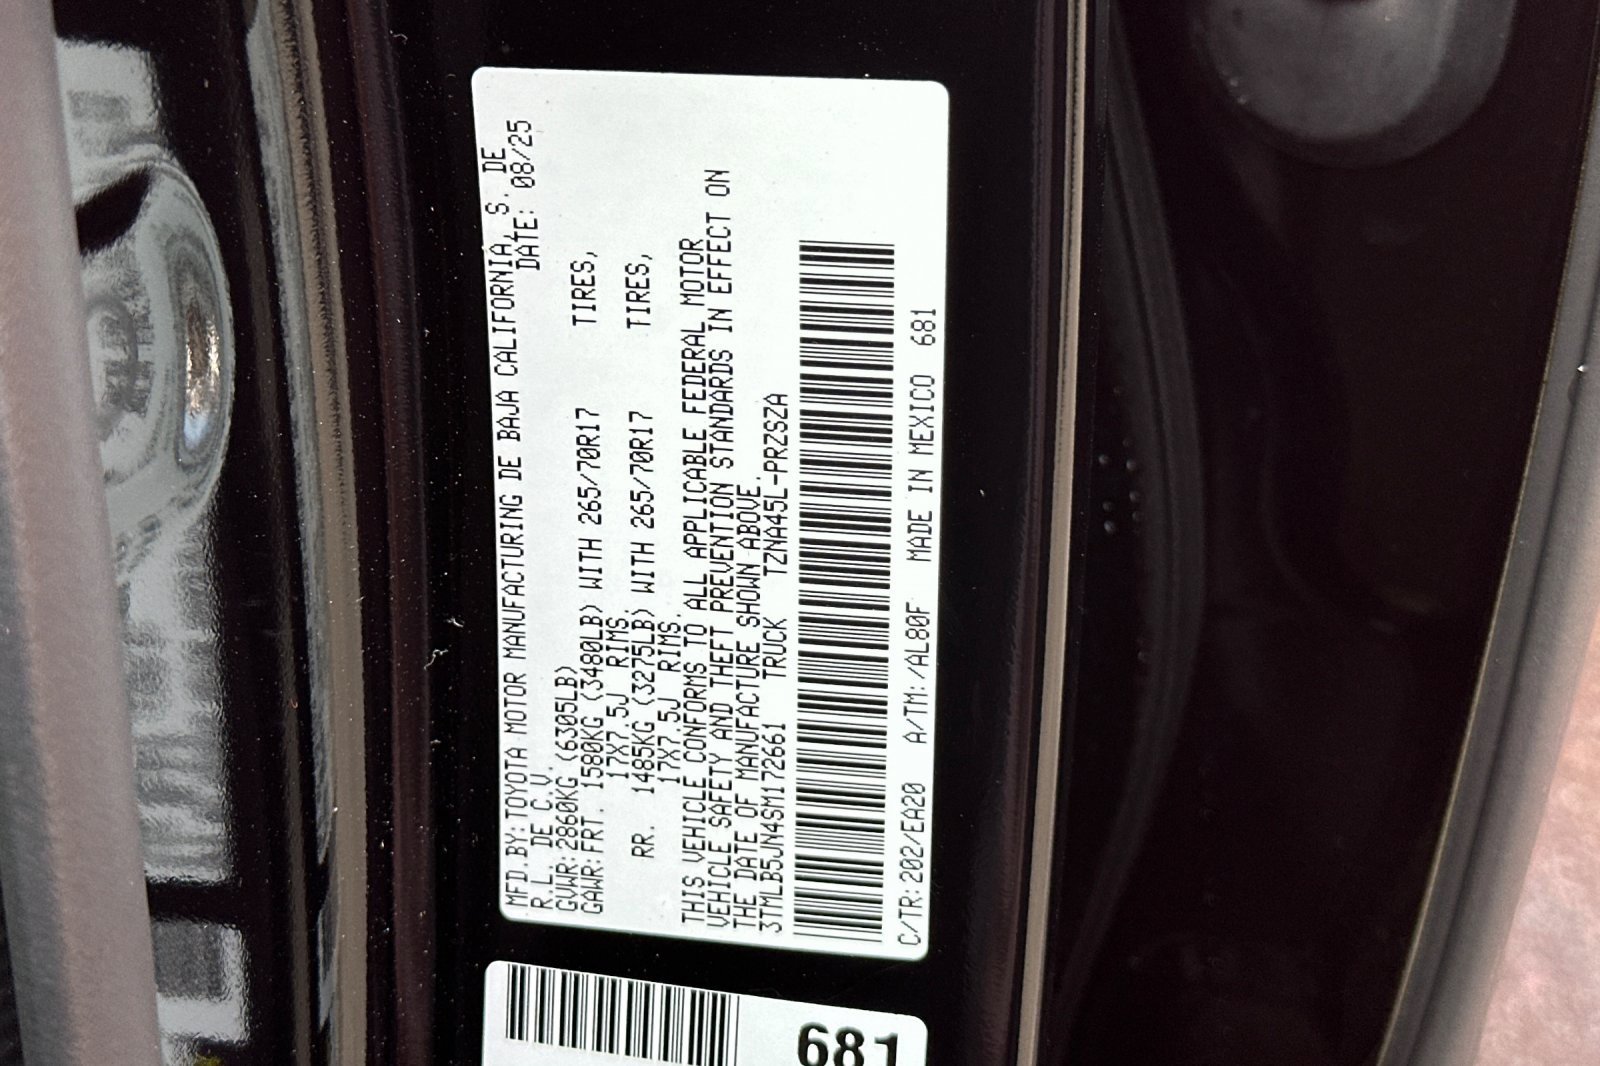 MFD.BY:TOYOTA MOTOR MANUFACTURING DE BAJA CALIFORNIA,S. DE
R.L. DE C.V. DATE: 08/25
GVWR:2860KG (6305LB)
GAWR:FRT. 1580KG (3480LB) WITH 265/70R17 TIRES,
17X7.5J RIMS.
RR. 1485KG (3275LB) WITH 265/70R17 TIRES,
17X7.5J RIMS.
THIS VEHICLE CONFORMS TO ALL APPLICABLE FEDERAL MOTOR
VEHICLE SAFETY AND THEFT PREVENTION STANDARDS IN EFFECT ON
THE DATE OF MANUFACTURE SHOWN ABOVE.
3TMLB5JN4SM172661 TRUCK TZNA45L-PRZSZA
C/TR:202/EA20 A/TM:/AL80F MADE IN MEXICO 681
681